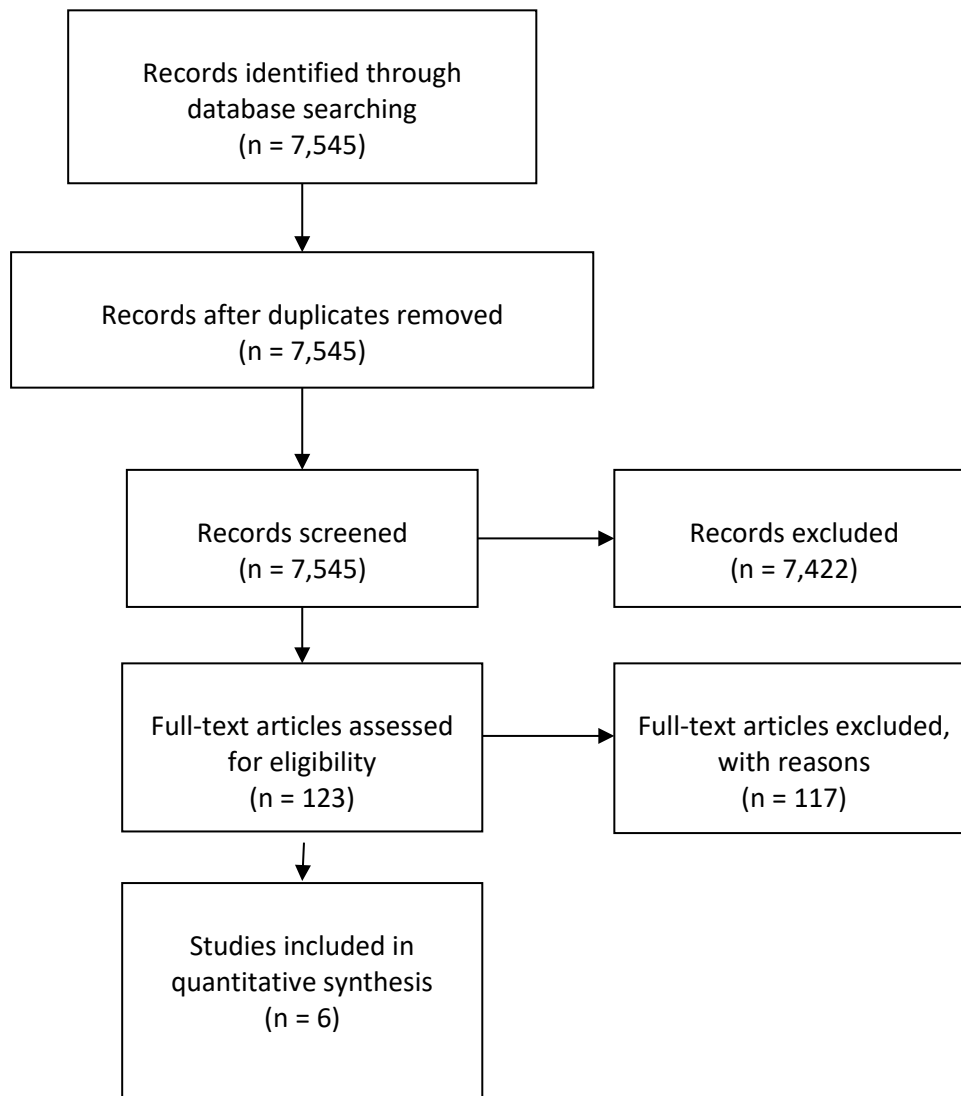 Records identified through
database searching
(n = 7,545)
Records after duplicates removed
(n = 7,545)
Records screened
(n = 7,545)
Records excluded
(n = 7,422)
Full-text articles assessed
for eligibility
(n = 123)
Full-text articles excluded,
with reasons
(n = 117)
Studies included in
quantitative synthesis
(n = 6)